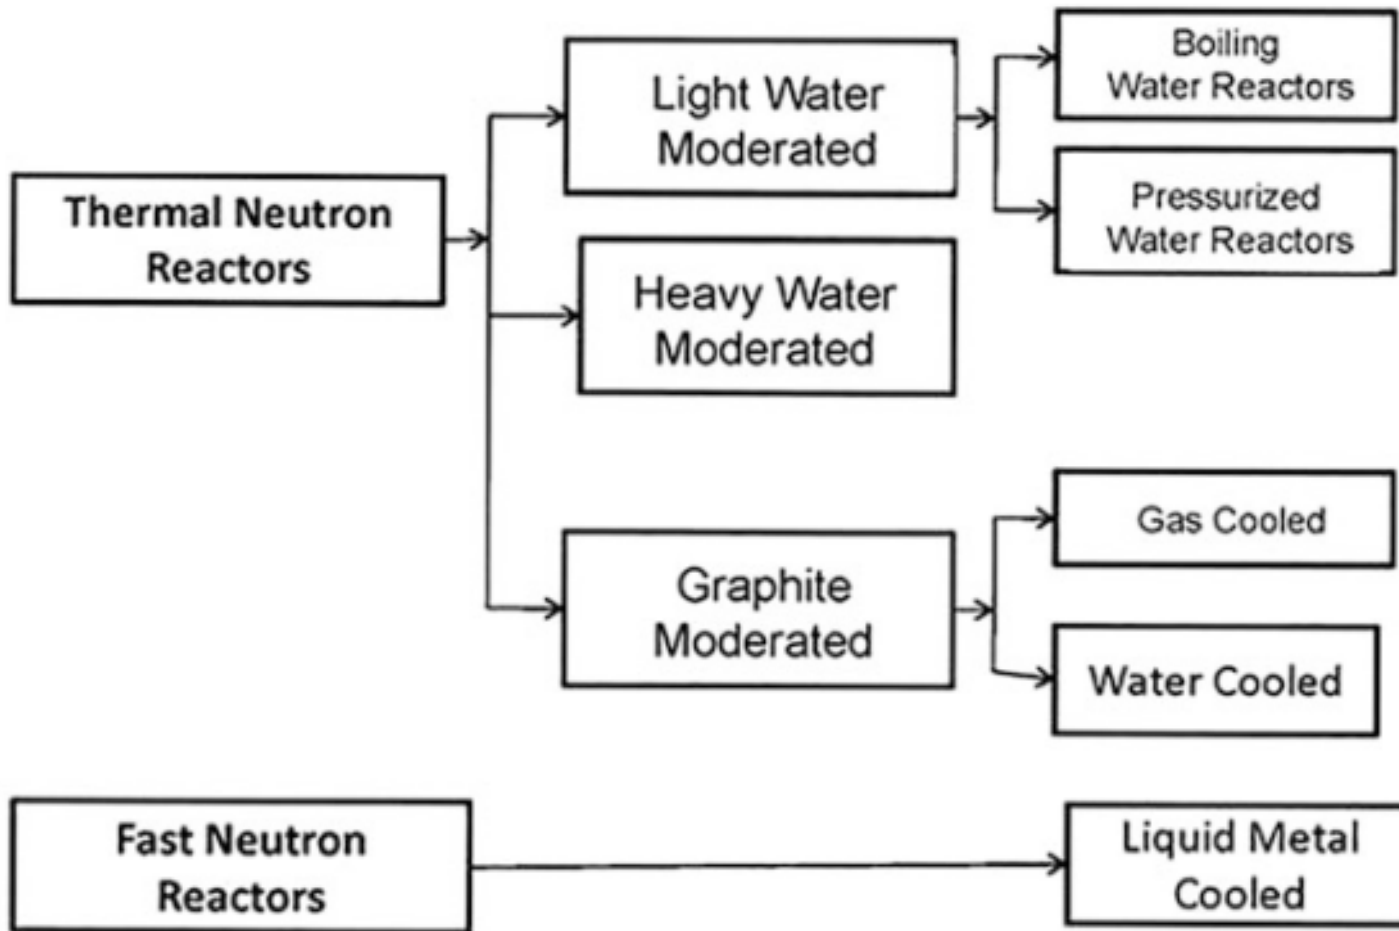 Boiling
Water Reactors
Light Water
Moderated
Pressurized
Water Reactors
Thermal Neutron
Reactors
Heavy Water
Moderated
Gas Cooled
Graphite
Moderated
Water Cooled
Fast Neutron
Reactors
Liquid Metal
Cooled